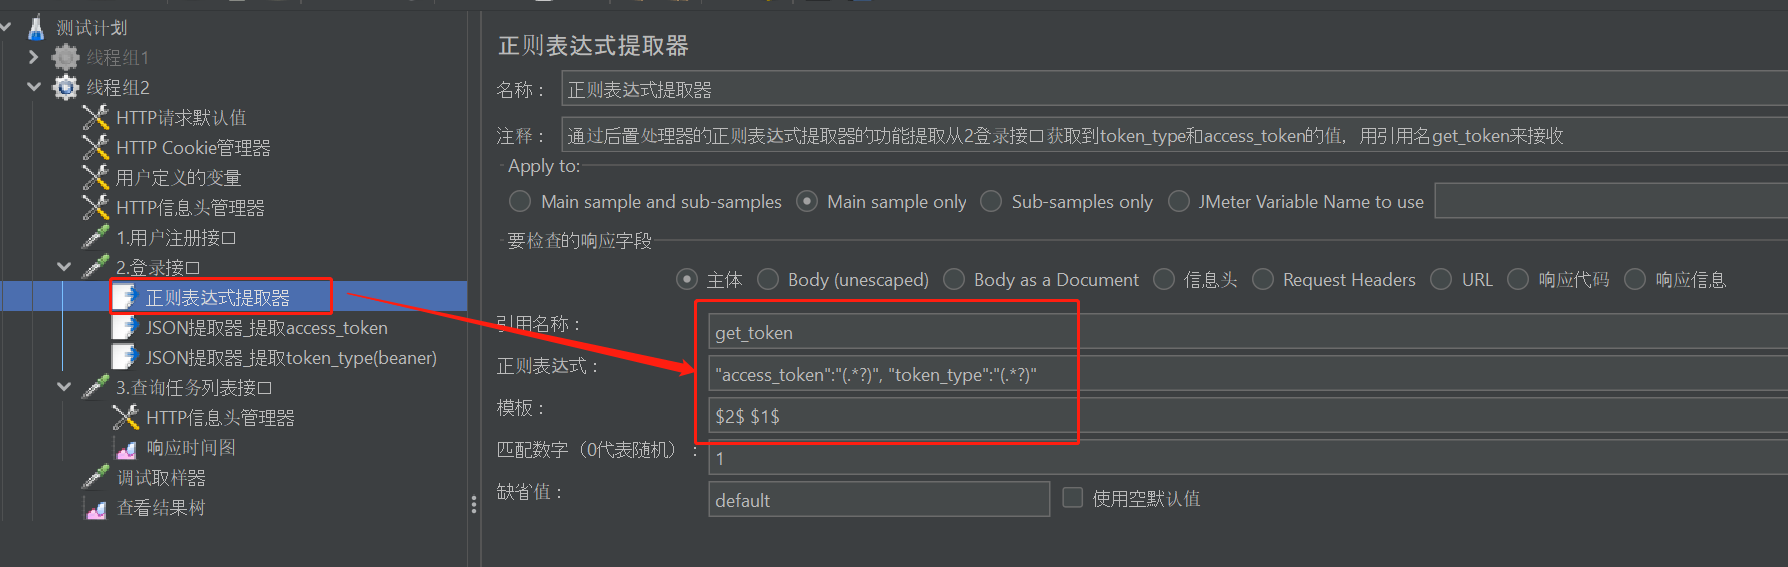 测试计划
线程组1
线程组2
HTTP请求默认值
HTTP Cookie管理器
用户定义的变量
HTTP信息头管理器
1.用户注册接口
2.登录接口
正则表达式提取器
JSON提取器_提取access_token
JSON提取器_提取token_type(beaner)
3.查询任务列表接口
HTTP信息头管理器
响应时间图
调试取样器
查看结果树
正则表达式提取器
名称： 正则表达式提取器
注释： 通过后置处理器的正则表达式提取器的功能提取从2登录接口获取到token_type和access_token的值，用引用名get_token来接收
Apply to:
Main sample and sub-samples Main sample only Sub-samples only JMeter Variable Name to use
要检查的响应字段
主体 Body (unescaped) Body as a Document 信息头 Request Headers URL 响应代码 响应信息
引用名称： get_token
正则表达式： "access_token":"(.*?)", "token_type":"(.*?)"
模板： $2$ $1$
匹配数字（0代表随机）： 1
缺省值： default 使用空默认值